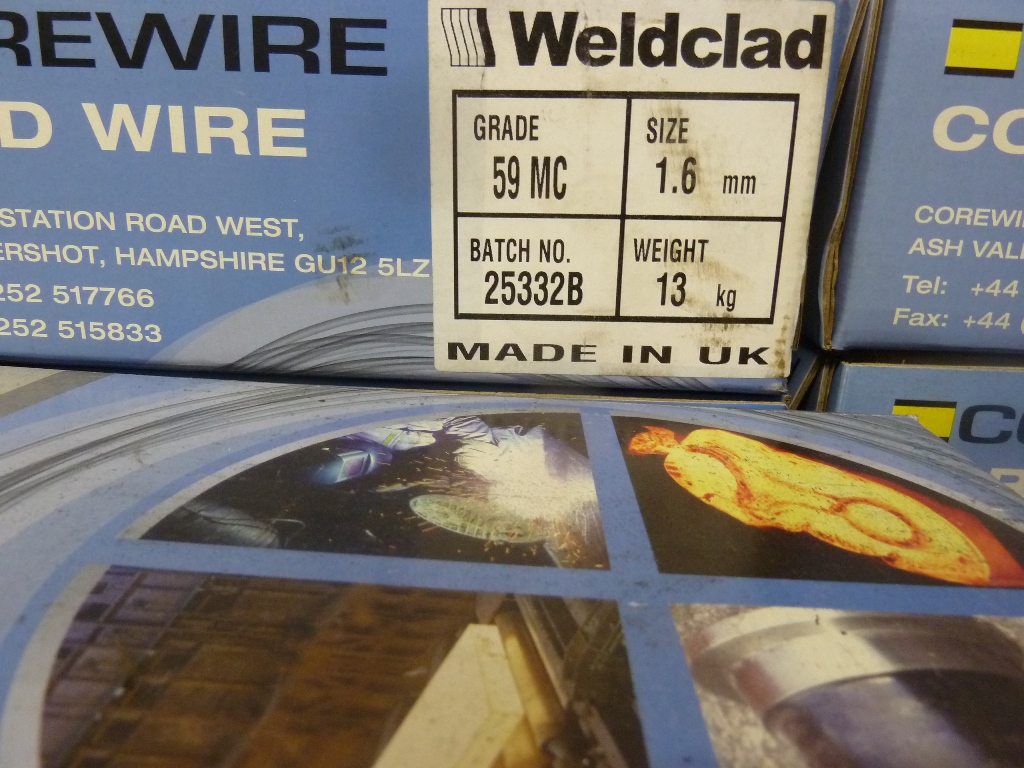 REWIRE
D WIRE
STATION ROAD WEST,
ERSHOT, HAMPSHIRE GU12 5LZ
252 517766
252 515833
Weldclad
GRADE
59 MC
SIZE
1.6 mm
BATCH NO.
25332B
WEIGHT
13 kg
MADE IN UK
CO
COREWI
ASH VAL
Tel: +44
Fax: +44 (
CO